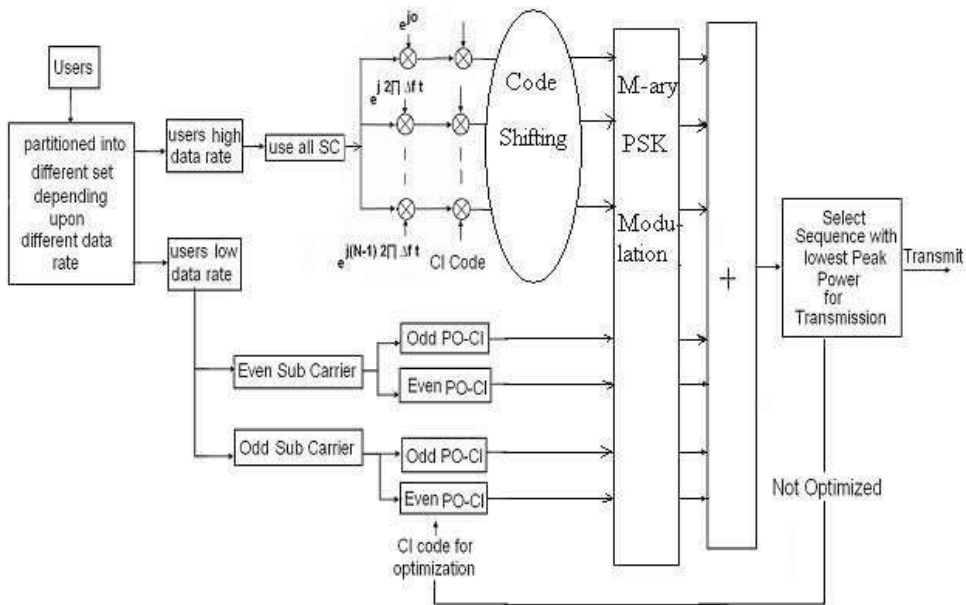 Users
partitioned into
different set
depending
upon
different data
rate
users high
data rate
use all SC
users low
data rate
e^jo
e^j 2∏ Δf t
e^j(N-1) 2∏ Δf t
CI Code
Code
Shifting
M-ary
PSK
Modu-
lation
+
Select
Sequence with
lowest Peak
Power
for
Transmission
Transmit
Even Sub Carrier
Odd PO-CI
Even PO-CI
Odd Sub Carrier
Odd PO-CI
Even PO-CI
CI code for
optimization
Not Optimized